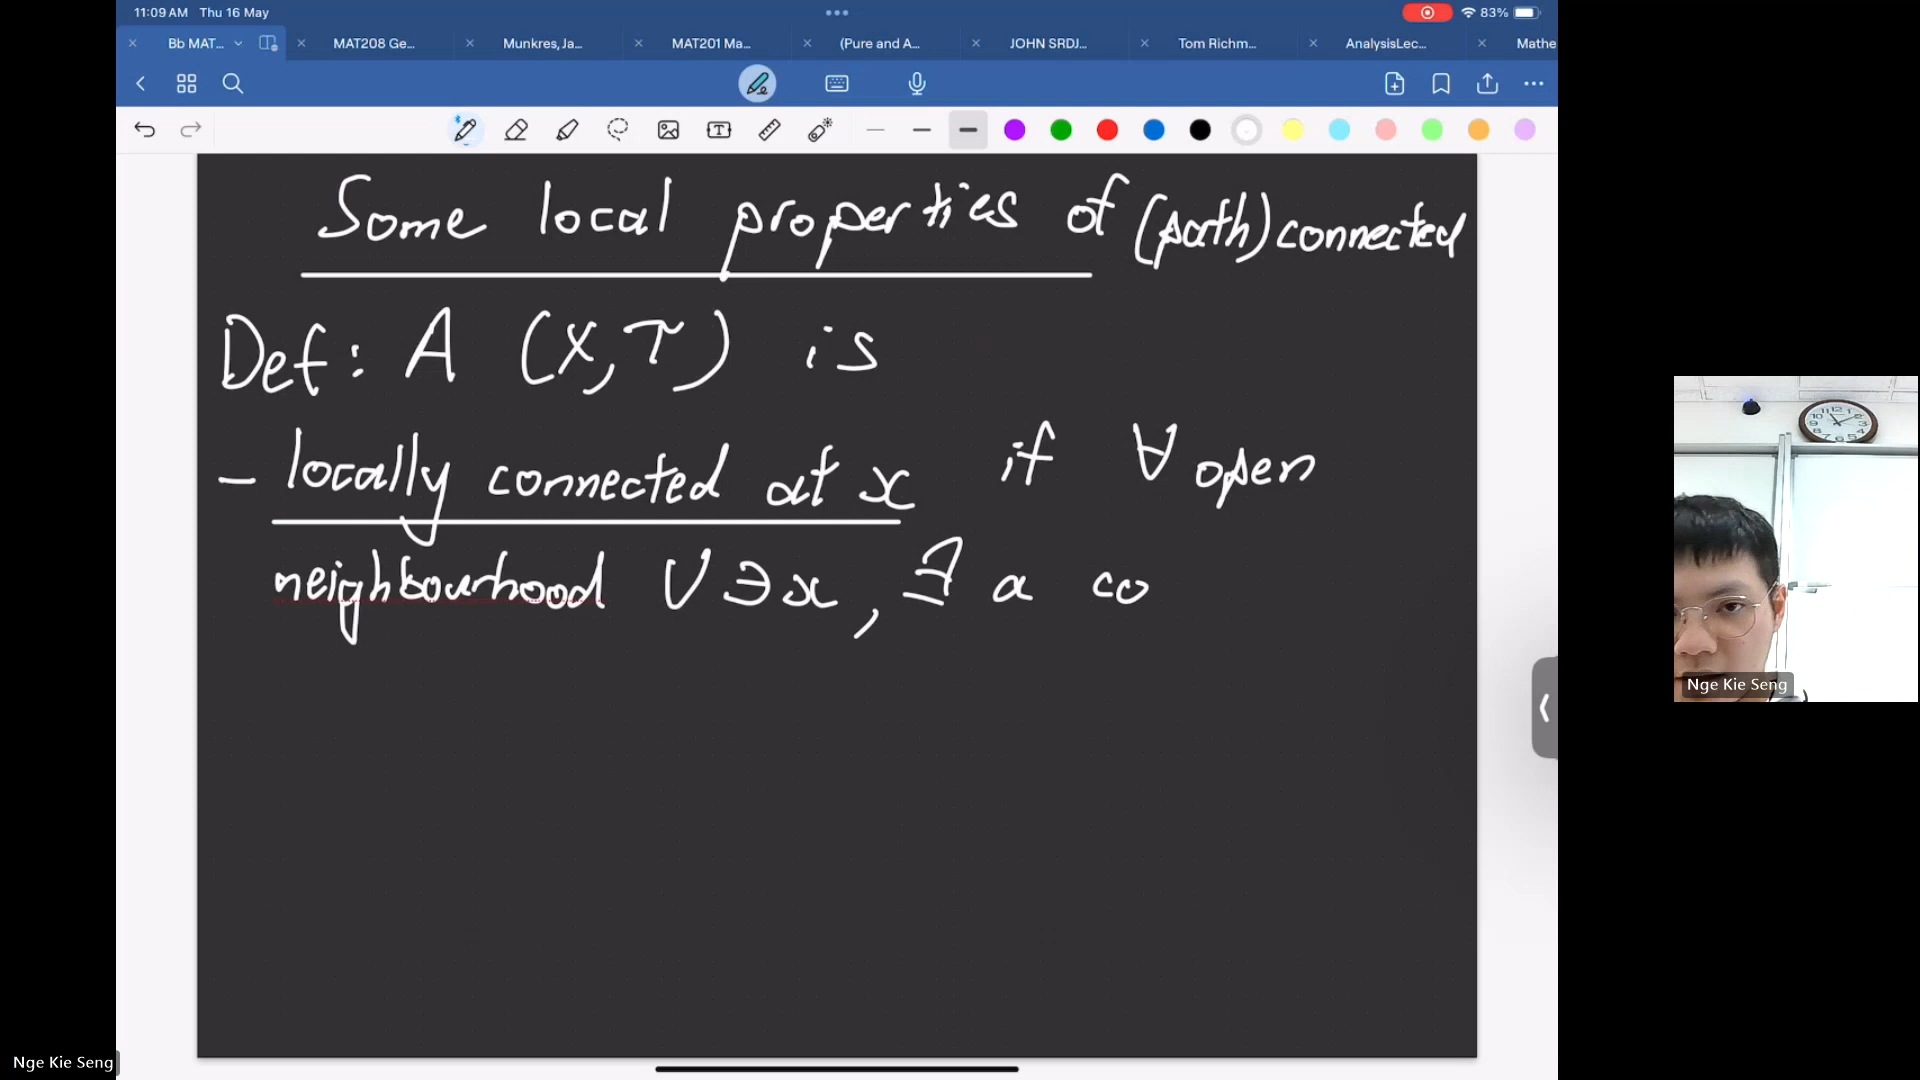 11:09 AM Thu 16 May
83%
Bb MAT...
MAT208 Ge...
Munkres, Ja...
MAT201 Ma...
(Pure and A...
JOHN SRDJ...
Tom Richm...
AnalysisLec...
Mathe
Some local properties of (path) connected
Def: A (X, τ) is
- locally connected at x if ∀ open
neighbourhood U ∋ x, ∃ a co
Nge Kie Seng
Nge Kie Seng